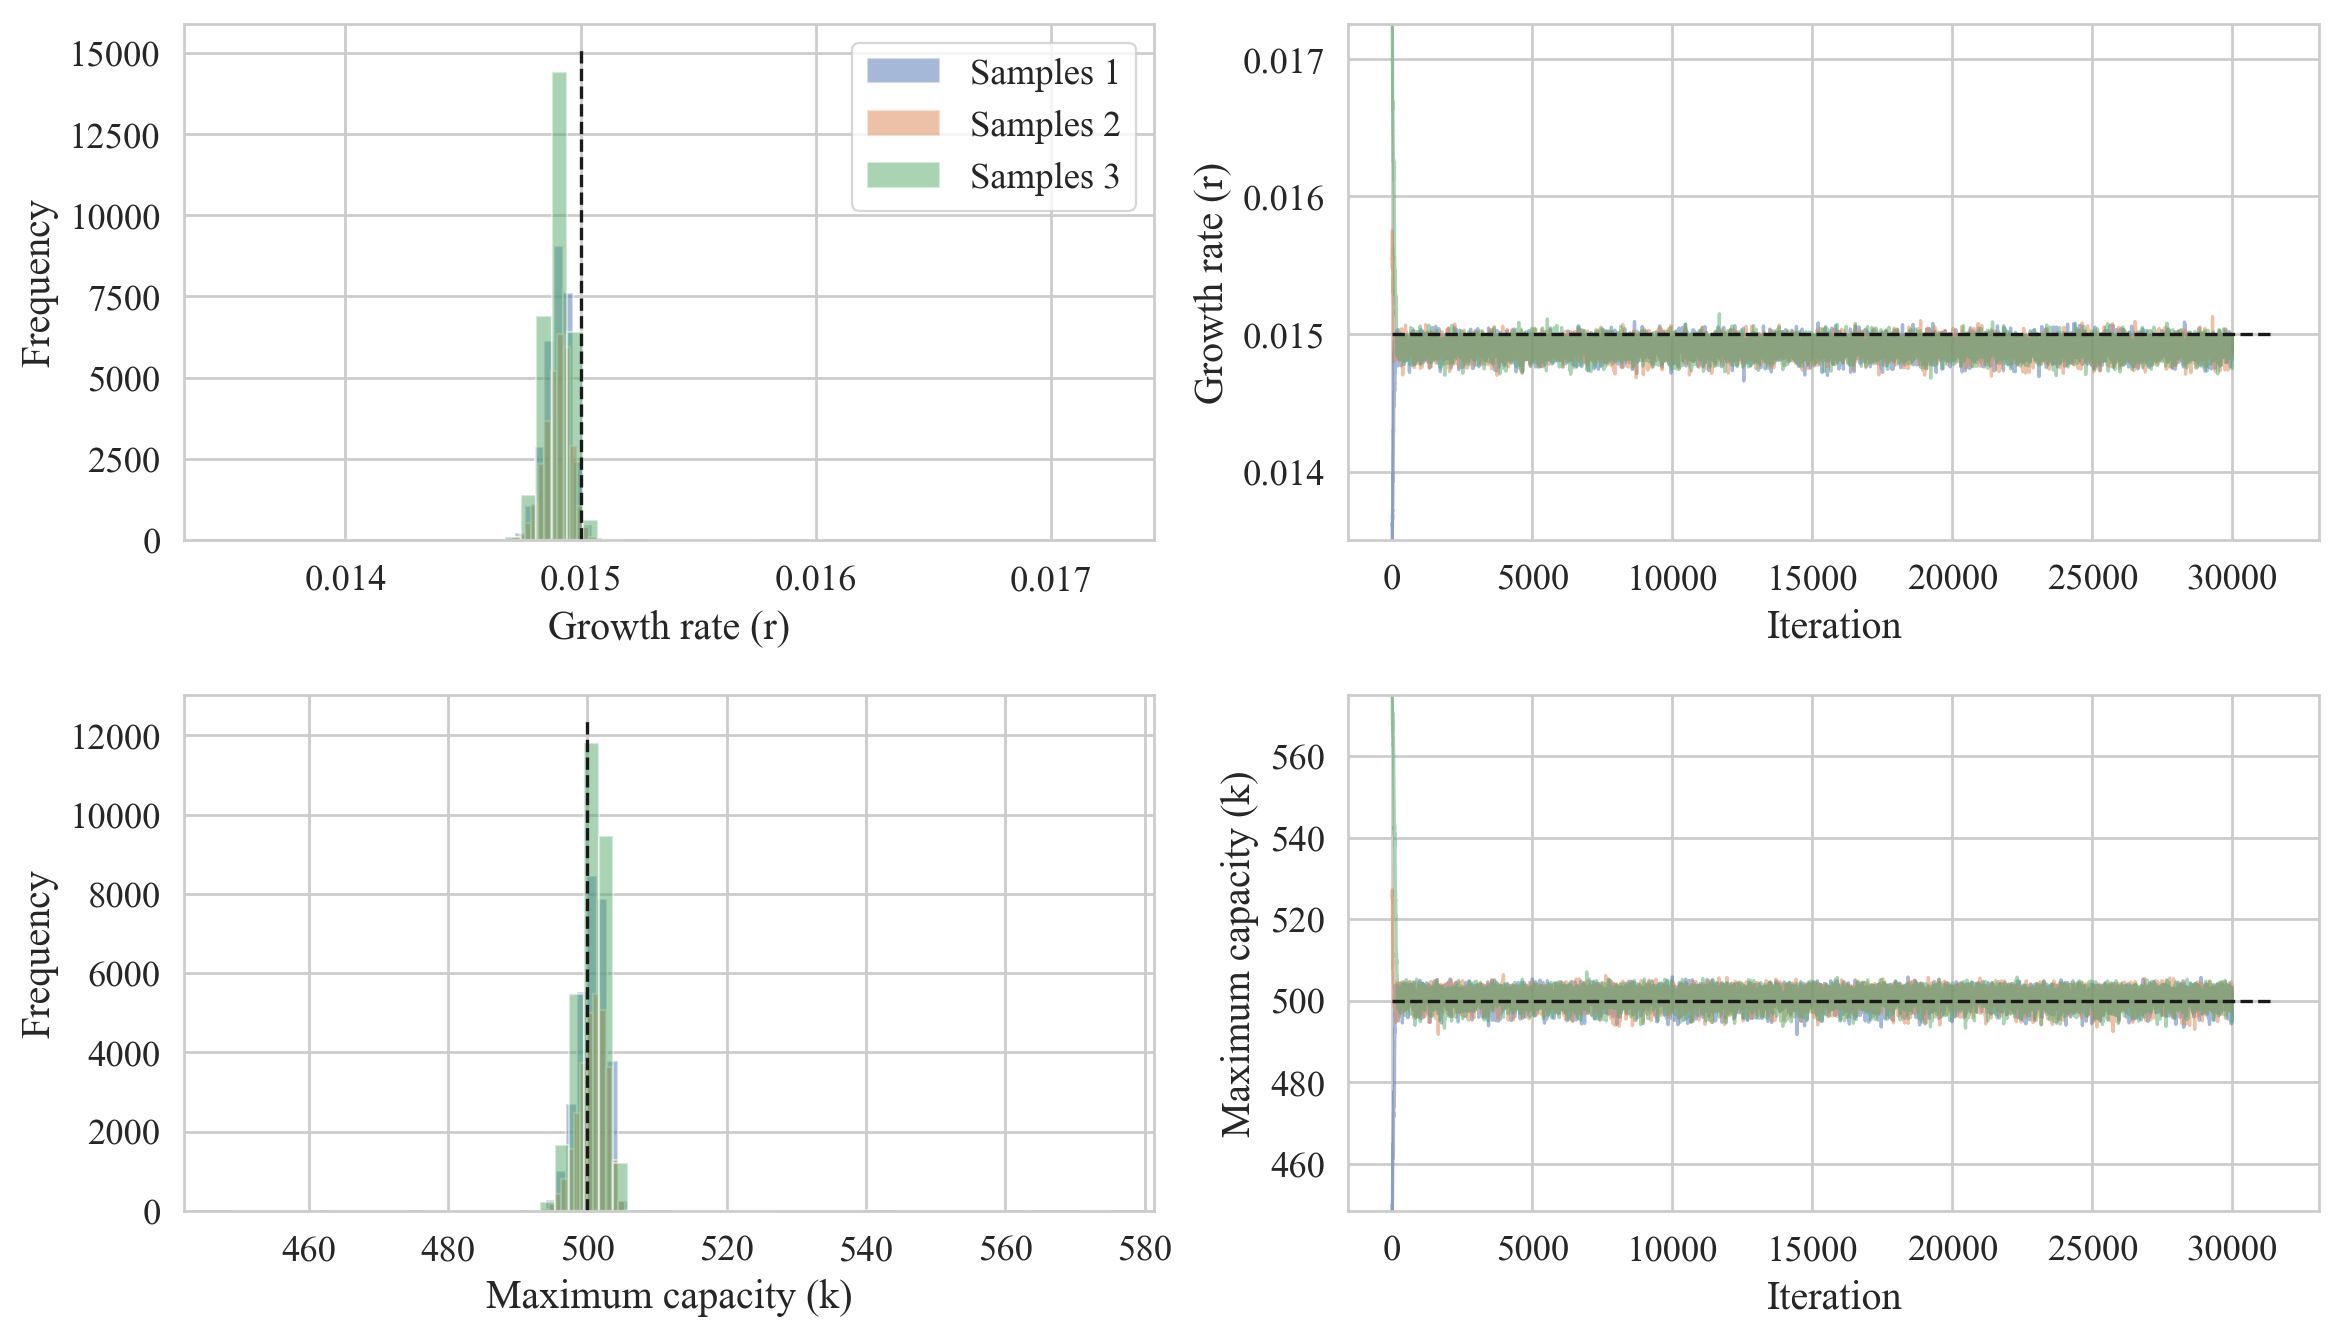 15000
12500
10000
7500
5000
2500
0
Frequency
0.014 0.015 0.016 0.017
Growth rate (r)
Samples 1
Samples 2
Samples 3
0.017
0.016
0.015
0.014
Growth rate (r)
0 5000 10000 15000 20000 25000 30000
Iteration
12000
10000
8000
6000
4000
2000
0
Frequency
460 480 500 520 540 560 580
Maximum capacity (k)
560
540
520
500
480
460
Maximum capacity (k)
0 5000 10000 15000 20000 25000 30000
Iteration